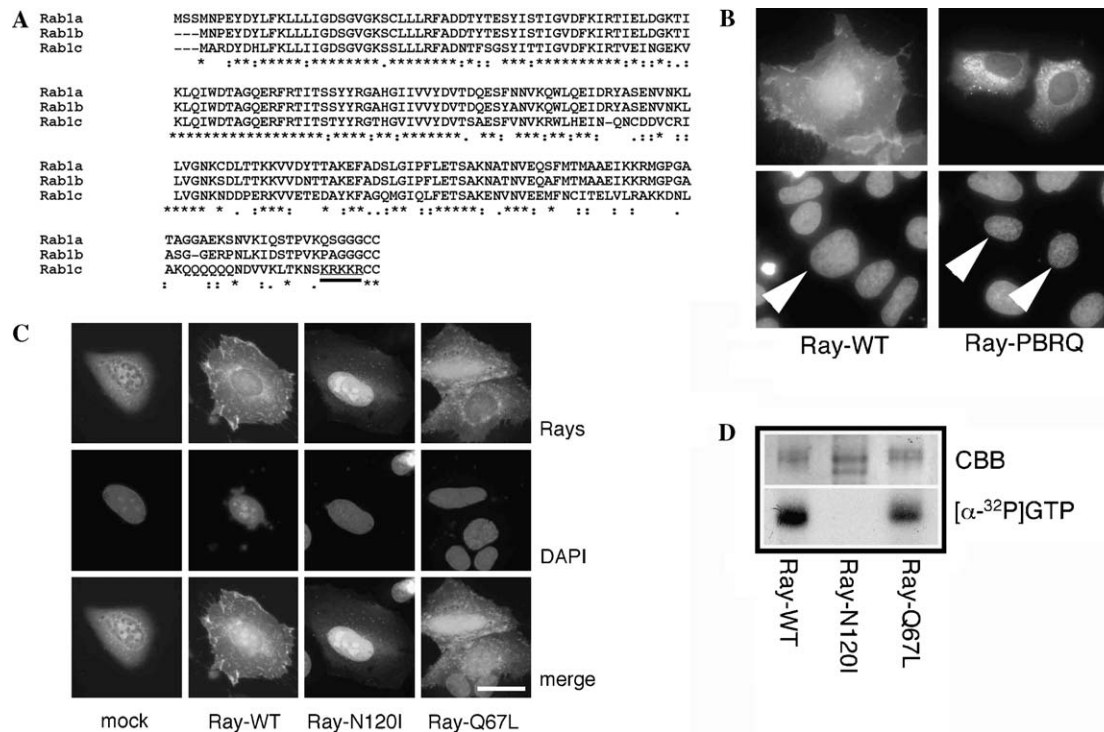 A
Rab1a MSSMNPEYDYLFKLLLIGDSGVGKSCLLLRFADDTYTESYISTIGVDFKIRTIELDGKTI
Rab1b ---MNPEYDYLFKLLLIGDSGVGKSCLLLRFADDTYTESYISTIGVDFKIRTIELDGKTI
Rab1c ---MARDYDHLFKLLIIGDSGVGKSSLLLRFADNTFSGSYITTIGVDFKIRTVEINGEKV
Rab1a KLQIWDTAGQERFRTITSSYYRGAHGIIVVYDVTDQESFNNVKQWLQEIDRYASENVNKL
Rab1b KLQIWDTAGQERFRTITSSYYRGAHGIIVVYDVTDQESFNNVKQWLQEIDRYASENVNKL
Rab1c KLQIWDTAGQERFRTITSTYYRGTHGVIVVYDVTSAESFVNVKRWLHEIN-QNCDDVCRI
Rab1a LVGNKCDLTTKKVVDYTTAKEFADSLGIPFLETSAKNATNVEQSFMTMAAEIKKRMGPGA
Rab1b LVGNKSDLTTKKVVDNTTAKEFADSLGIPFLETSAKNATNVEQAFMTMAAEIKKRMGPGA
Rab1c LVGNKNDDPERKVVETEDAYKFAGQMGIQLFETSAKENVNVEEMFNCITELVLRAKKDNL
Rab1a TAGGAEKSNVKIQSTPVKQSGGGCC
Rab1b ASG-GERPNLKIDSTPVKPAGGGCC
Rab1c AKQQQQQQNDVVKLTKNSKRKKRCC
B
Ray-WT Ray-PBRQ
C
Rays
DAPI
merge
mock Ray-WT Ray-N120I Ray-Q67L
D
CBB
[α-³²P]GTP
Ray-WT
Ray-N120I
Ray-Q67L